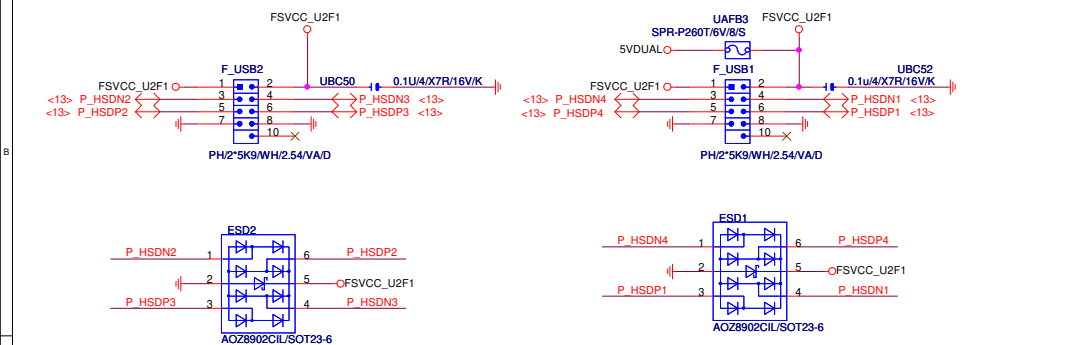 FSVCC_U2F1
F_USB2
FSVCC_U2F1
1
2
UBC50
0.1U/4/X7R/16V/K
<13> P_HSDN2
3
4
P_HSDN3 <13>
<13> P_HSDP2
5
6
P_HSDP3 <13>
7
8
10
PH/2*5K9/WH/2.54/VA/D
UAFB3
FSVCC_U2F1
SPR-P260T/6V/8/S
5VDUAL
F_USB1
UBC52
FSVCC_U2F1
1
2
0.1u/4/X7R/16V/K
<13> P_HSDN4
3
4
P_HSDN1 <13>
<13> P_HSDP4
5
6
P_HSDP1 <13>
7
8
10
PH/2*5K9/WH/2.54/VA/D
B
ESD2
P_HSDN2
1
6
P_HSDP2
2
5
FSVCC_U2F1
P_HSDP3
3
4
P_HSDN3
AOZ8902CIL/SOT23-6
ESD1
P_HSDN4
1
6
P_HSDP4
2
5
FSVCC_U2F1
P_HSDP1
3
4
P_HSDN1
AOZ8902CIL/SOT23-6